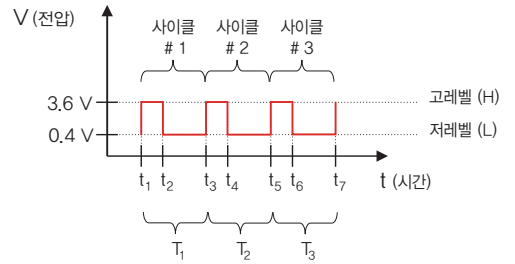 V (전압)
사이클 사이클 사이클
# 1 # 2 # 3
3.6 V 고레벨 (H)
0.4 V 저레벨 (L)
t1 t2 t3 t4 t5 t6 t7 t (시간)
T1 T2 T3